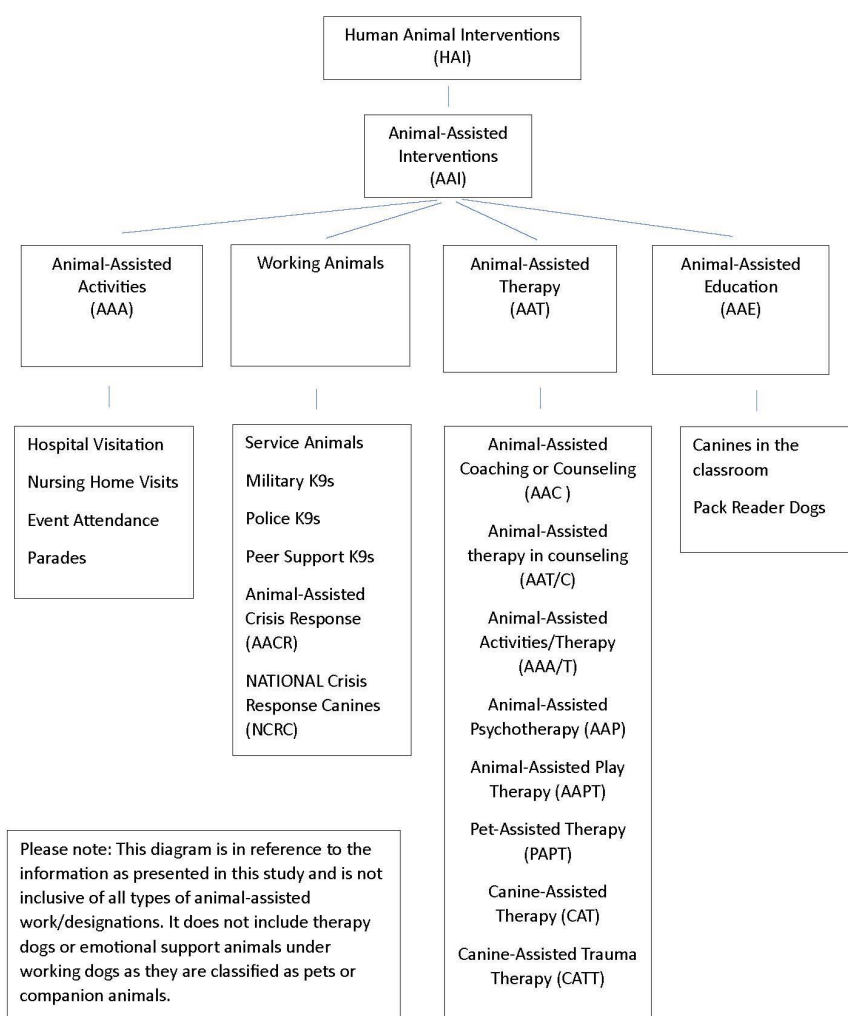 Human Animal Interventions
(HAI)
Animal-Assisted
Interventions
(AAI)
Animal-Assisted
Activities
(AAA)
Working Animals
Animal-Assisted
Therapy
(AAT)
Animal-Assisted
Education
(AAE)
Hospital Visitation
Nursing Home Visits
Event Attendance
Parades
Service Animals
Military K9s
Police K9s
Peer Support K9s
Animal-Assisted
Crisis Response
(AACR)
NATIONAL Crisis
Response Canines
(NCRC)
Animal-Assisted
Coaching or Counseling
(AAC )
Animal-Assisted
therapy in counseling
(AAT/C)
Animal-Assisted
Activities/Therapy
(AAA/T)
Animal-Assisted
Psychotherapy (AAP)
Animal-Assisted Play
Therapy (AAPT)
Pet-Assisted Therapy
(PAPT)
Canine-Assisted
Therapy (CAT)
Canine-Assisted Trauma
Therapy (CATT)
Canines in the
classroom
Pack Reader Dogs
Please note: This diagram is in reference to the
information as presented in this study and is not
inclusive of all types of animal-assisted
work/designations. It does not include therapy
dogs or emotional support animals under
working dogs as they are classified as pets or
companion animals.